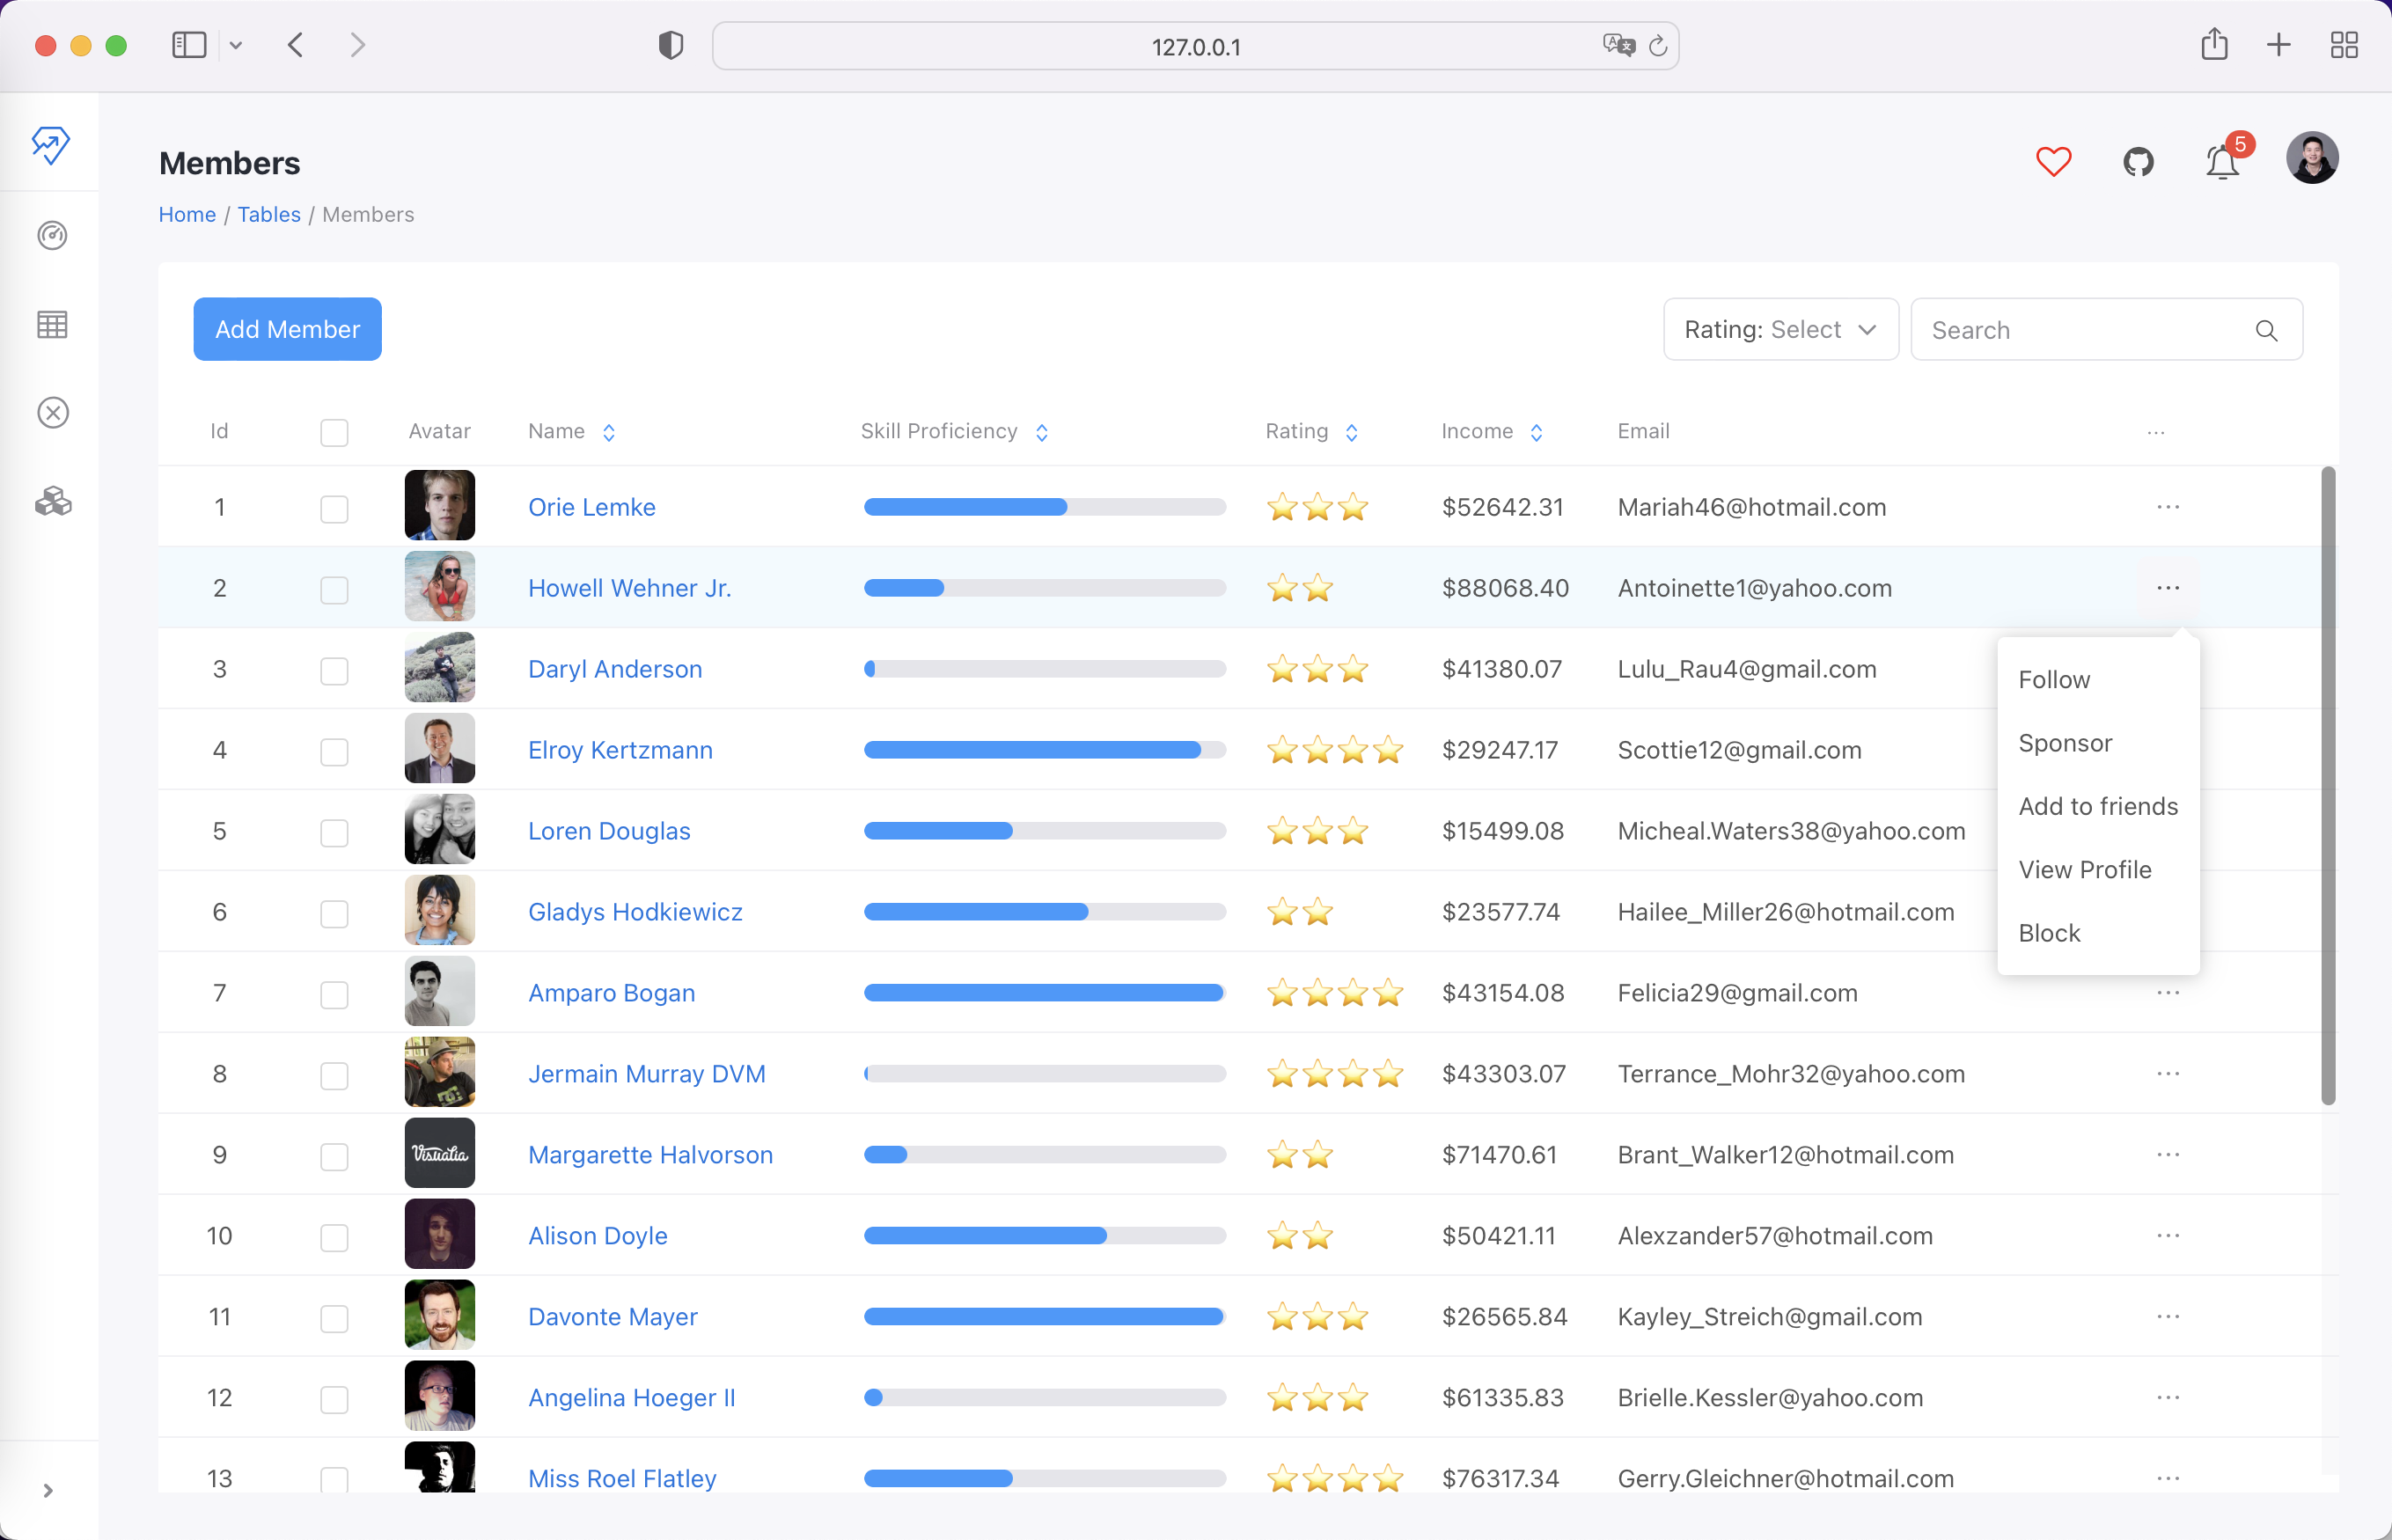 127.0.0.1
Members
5
Home / Tables / Members
Add Member
Rating: Select
Search
Id Avatar Name Skill Proficiency Rating Income Email ...
1 Orie Lemke $52642.31 Mariah46@hotmail.com ...
2 Howell Wehner Jr. $88068.40 Antoinette1@yahoo.com ...
3 Daryl Anderson $41380.07 Lulu_Rau4@gmail.com
4 Elroy Kertzmann $29247.17 Scottie12@gmail.com
5 Loren Douglas $15499.08 Micheal.Waters38@yahoo.com
6 Gladys Hodkiewicz $23577.74 Hailee_Miller26@hotmail.com
Follow
Sponsor
Add to friends
View Profile
Block
7 Amparo Bogan $43154.08 Felicia29@gmail.com ...
8 Jermain Murray DVM $43303.07 Terrance_Mohr32@yahoo.com ...
9 Visualia Margarette Halvorson $71470.61 Brant_Walker12@hotmail.com ...
10 Alison Doyle $50421.11 Alexzander57@hotmail.com ...
11 Davonte Mayer $26565.84 Kayley_Streich@gmail.com ...
12 Angelina Hoeger II $61335.83 Brielle.Kessler@yahoo.com ...
13 Miss Roel Flatley $76317.34 Gerry.Gleichner@hotmail.com ...